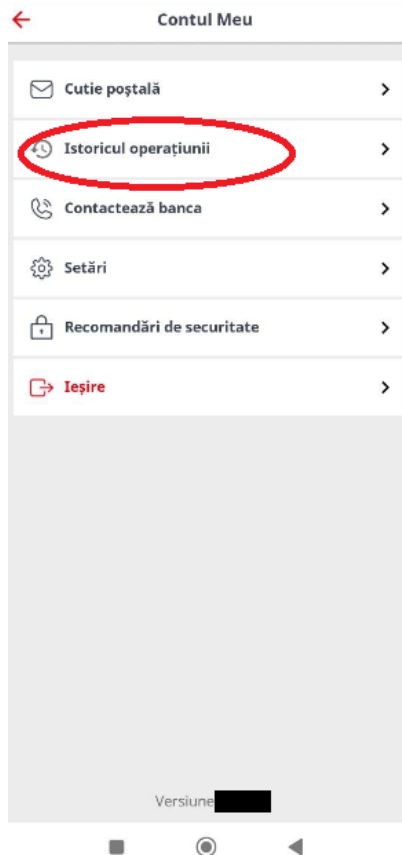 Contul Meu
Cutie poștală
Istoricul operațiunii
Contactează banca
Setări
Recomandări de securitate
Ieșire
Versiune